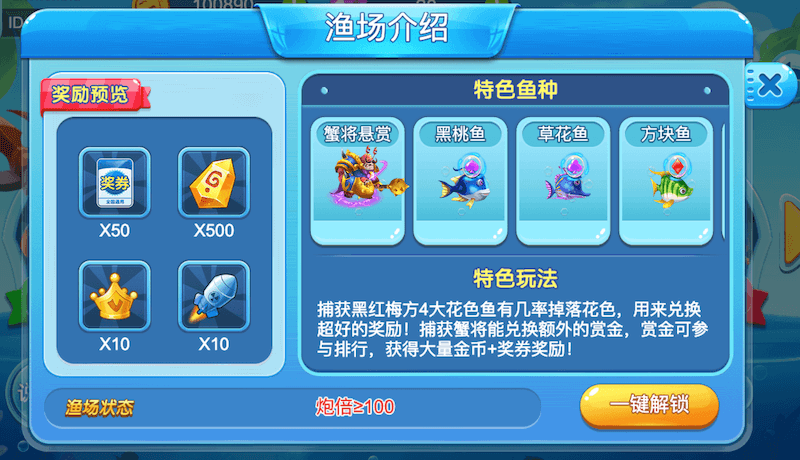 ID
渔场介绍
奖励预览
奖券
X50
X500
X10
X10
特色鱼种
蟹将悬赏
黑桃鱼
草花鱼
方块鱼
特色玩法
捕获黑红梅方4大花色鱼有几率掉落花色，用来兑换
超好的奖励！捕获蟹将能兑换额外的赏金，赏金可参
与排行，获得大量金币+奖券奖励！
渔场状态
炮倍≥100
一键解锁